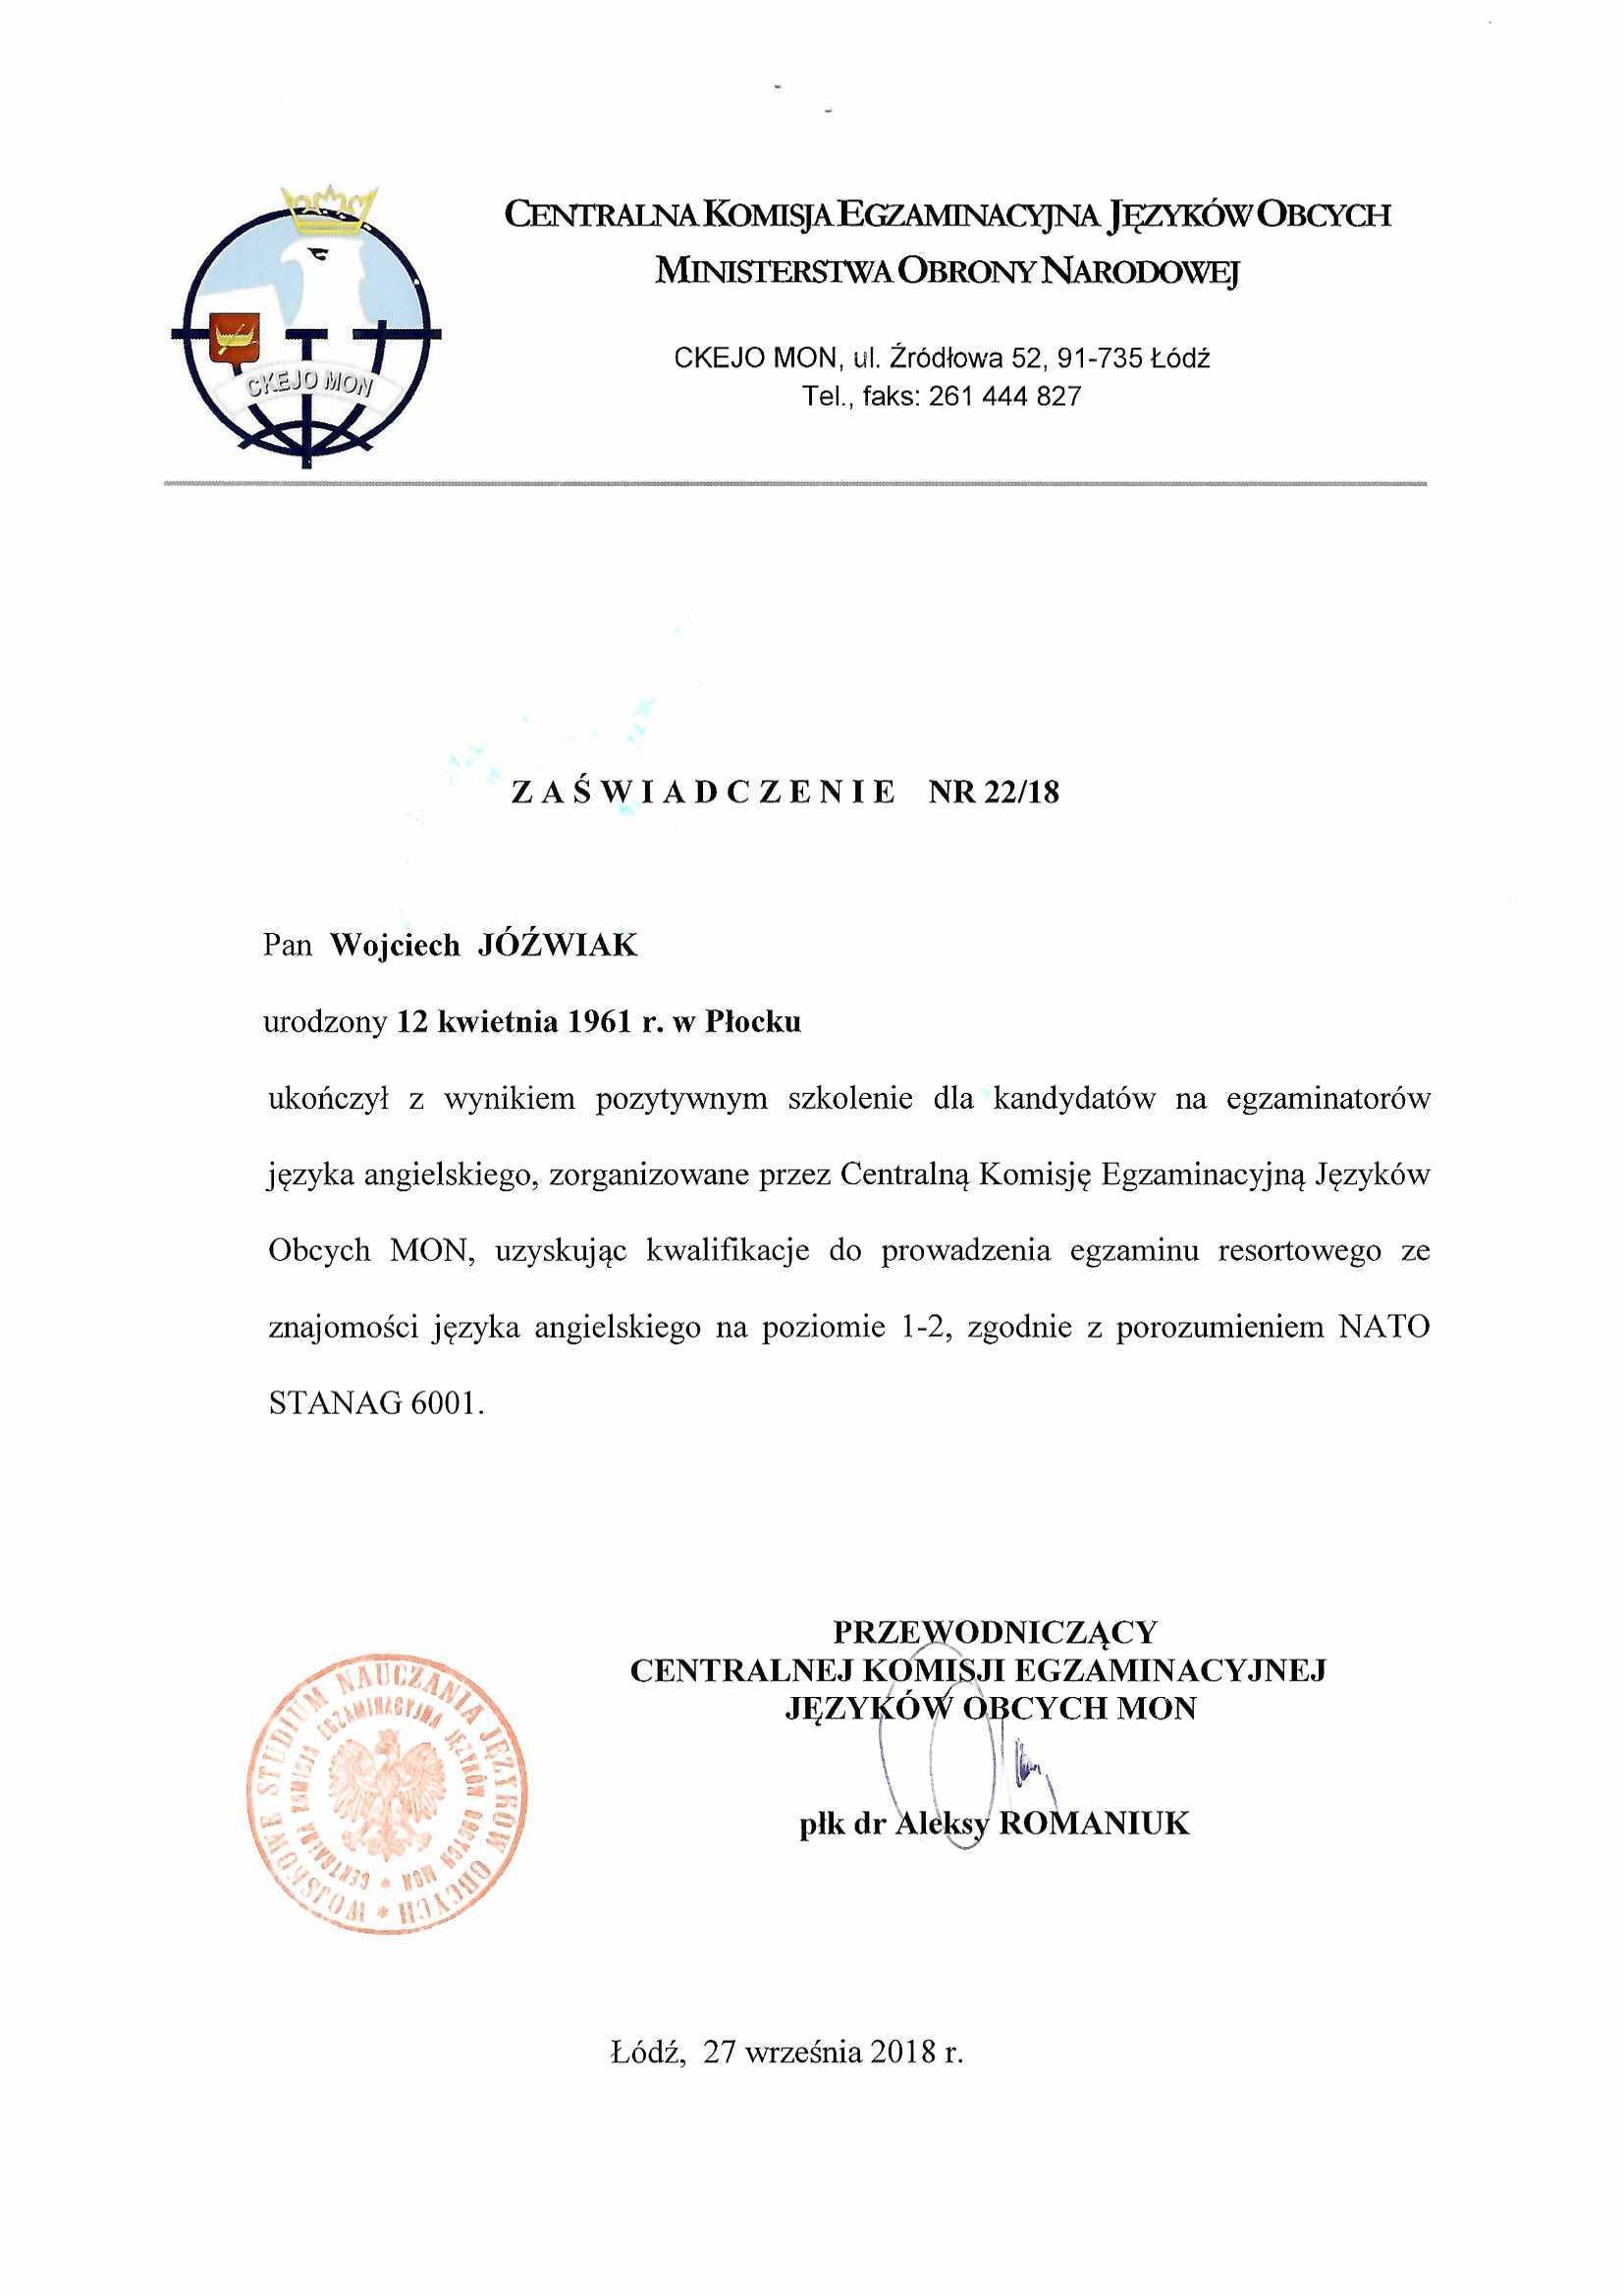 CENTRALNA KOMISJA EGZAMINACYJNA JĘZYKÓW OBCYCH
MINISTERSTWA OBRONY NARODOWEJ
CKEJO MON, ul. Źródłowa 52, 91-735 Łódź
Tel., faks: 261 444 827
CKEJO MON
ZAŚWIADCZENIE NR 22/18
Pan Wojciech JÓŹWIAK
urodzony 12 kwietnia 1961 r. w Płocku
ukończył z wynikiem pozytywnym szkolenie dla kandydatów na egzaminatorów
języka angielskiego, zorganizowane przez Centralną Komisję Egzaminacyjną Języków
Obcych MON, uzyskując kwalifikacje do prowadzenia egzaminu resortowego ze
znajomości języka angielskiego na poziomie 1-2, zgodnie z porozumieniem NATO
STANAG 6001.
PRZEWODNICZĄCY
CENTRALNEJ KOMISJI EGZAMINACYJNEJ
JĘZYKÓW OBCYCH MON
płk dr Aleksy ROMANIUK
WOJSKOWE STUDIUM NAUCZANIA JĘZYKÓW OBCYCH *
CENTRALNA KOMISJA EGZAMINACYJNA JĘZYKÓW OBCYCH MON *
Łódź, 27 września 2018 r.